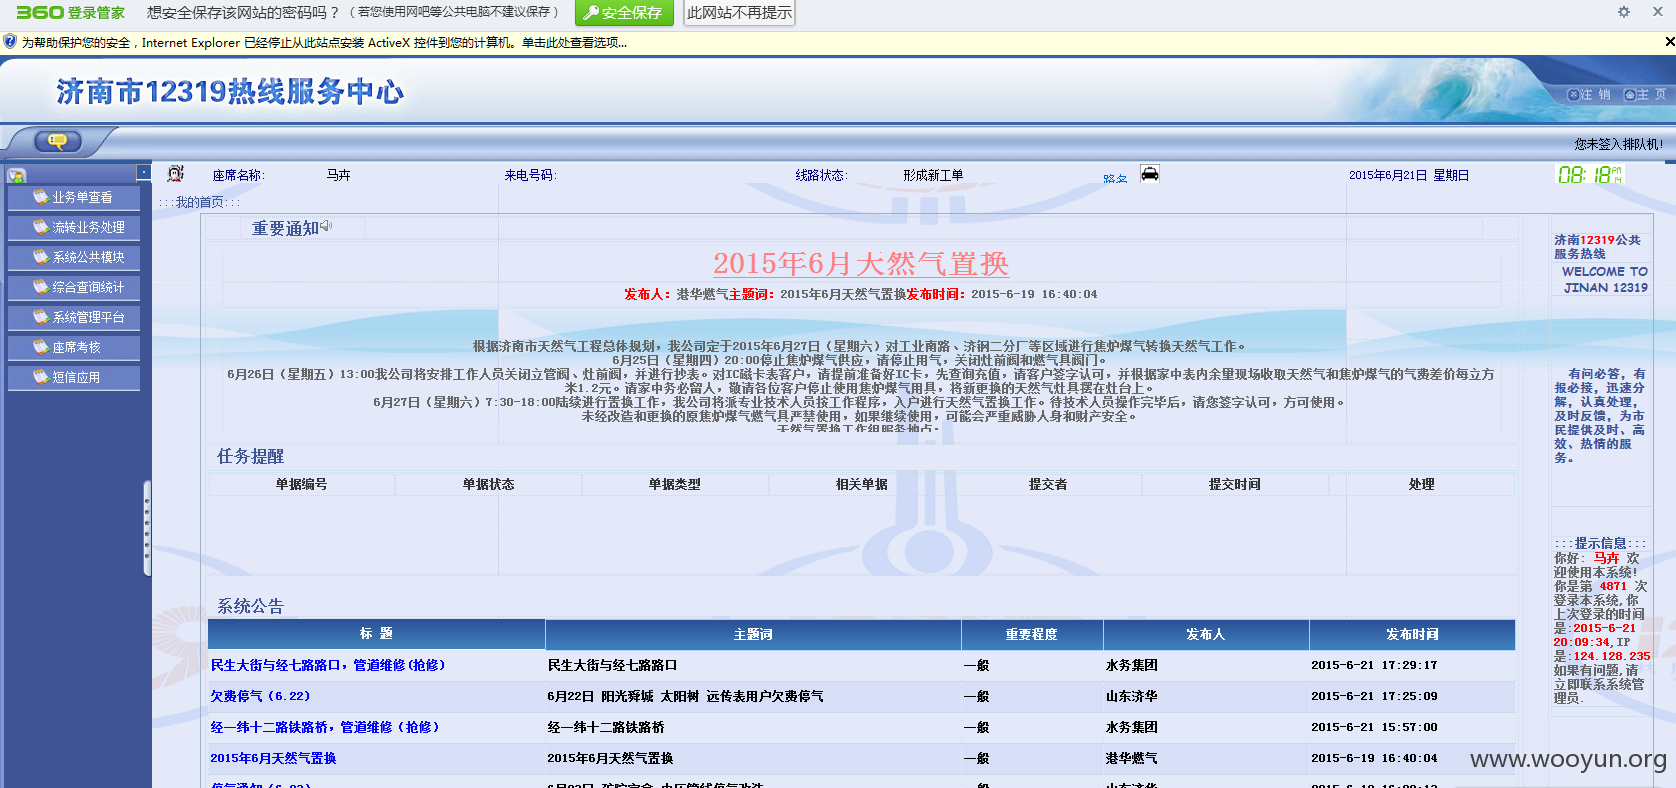 360 登录管家 想安全保存该网站的密码吗？（若您使用网吧等公共电脑不建议保存） 安全保存 此网站不再提示
为帮助保护您的安全，Internet Explorer 已经停止从此站点安装 ActiveX 控件到您的计算机。单击此处查看选项...
济南市12319热线服务中心
注 销 主 页
您未签入排队机!
座席名称: 马卉 来电号码: 线路状态: 形成新工单 路名 2015年6月21日 星期日 08:18 PM 14
业务单查看
流转业务处理
系统公共模块
综合查询统计
系统管理平台
座席考核
短信应用
:::我的首页:::
重要通知
2015年6月天然气置换
发布人: 港华燃气主题词: 2015年6月天然气置换发布时间: 2015-6-19 16:40:04
根据济南市天然气工程总体规划，我公司定于2015年6月27日（星期六）对工业南路、济钢二分厂等区域进行焦炉煤气转换天然气工作。
6月25日（星期四）20:00停止焦炉煤气供应，请停止用气，关闭灶前阀和燃气具阀门。
6月26日（星期五）13:00我公司将安排工作人员关闭立管阀、灶前阀，并进行抄表。对IC磁卡表客户，请提前准备好IC卡，先查询充值，请客户签字认可，并根据家中表内余量现场收取天然气和焦炉煤气的气费差价每立方
米1.2元。请家中务必留人，敬请各位客户停止使用焦炉煤气用具，将新更换的天然气灶具摆在灶台上。
6月27日（星期六）7:30-18:00陆续进行置换工作，我公司将派专业技术人员按工作程序，入户进行天然气置换工作。待技术人员操作完毕后，请您签字认可，方可使用。
未经改造和更换的原焦炉煤气燃气具严禁使用，如果继续使用，可能会严重威胁人身和财产安全。
天然气置换工作组服务地点:
任务提醒
单据编号 单据状态 单据类型 相关单据 提交者 提交时间 处理
系统公告
标 题 主题词 重要程度 发布人 发布时间
民生大街与经七路路口，管道维修(抢修) 民生大街与经七路路口 一般 水务集团 2015-6-21 17:29:17
欠费停气（6.22） 6月22日 阳光舜城 太阳树 远传表用户欠费停气 一般 山东济华 2015-6-21 17:25:09
经一纬十二路铁路桥，管道维修（抢修） 经一纬十二路铁路桥 一般 水务集团 2015-6-21 15:57:00
2015年6月天然气置换 2015年6月天然气置换 一般 港华燃气 2015-6-19 16:40:04
济南12319公共
服务热线
WELCOME TO
JINAN 12319
有问必答，有
报必接，迅速分
解，认真处理，
及时反馈，为市
民提供及时、高
效、热情的服
务。
:::提示信息:::
你好: 马卉 欢
迎使用本系统!
你是第 4871 次
登录本系统,你
上次登录的时间
是:2015-6-21
20:09:34,IP
是:124.128.235
如果有问题,请
立即联系系统管
理员.
www.wooyun.org